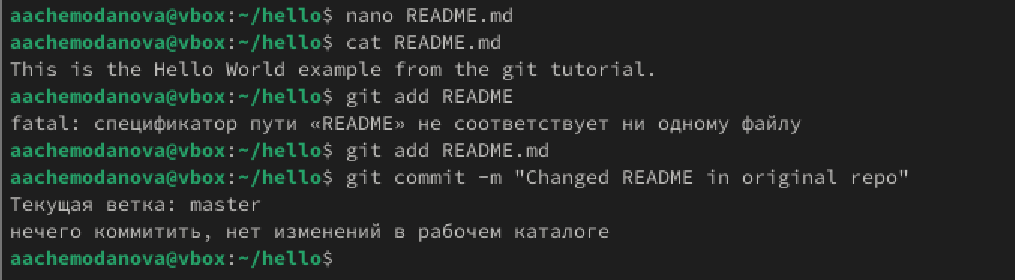 aachemodanova@vbox:~/hello$ nano README.md
aachemodanova@vbox:~/hello$ cat README.md
This is the Hello World example from the git tutorial.
aachemodanova@vbox:~/hello$ git add README
fatal: спецификатор пути «README» не соответствует ни одному файлу
aachemodanova@vbox:~/hello$ git add README.md
aachemodanova@vbox:~/hello$ git commit -m "Changed README in original repo"
Текущая ветка: master
нечего коммитить, нет изменений в рабочем каталоге
aachemodanova@vbox:~/hello$